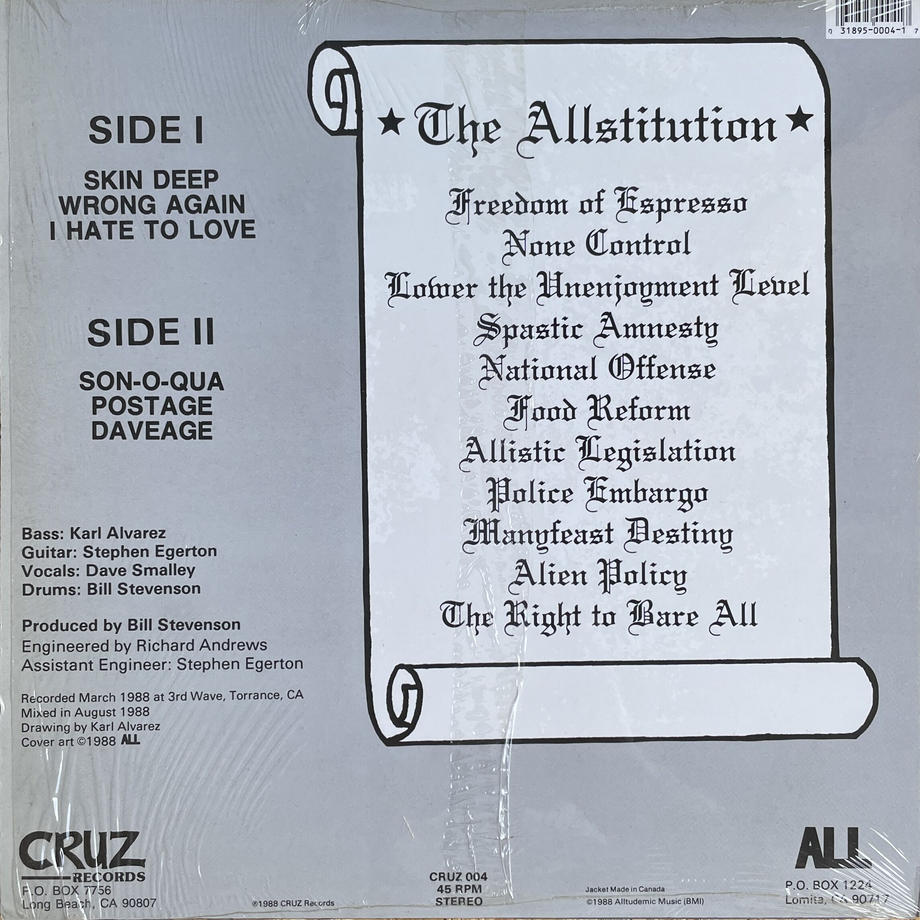 0 31895-0004-1 7
SIDE I
SKIN DEEP
WRONG AGAIN
I HATE TO LOVE
SIDE II
SON-O-QUA
POSTAGE
DAVEAGE
★ The Allstitution ★
Freedom of Espresso
None Control
Lower the Unenjoyment Level
Spastic Amnesty
National Offense
Food Reform
Allistic Legislation
Police Embargo
Manyfeast Destiny
Alien Policy
The Right to Bare All
Bass: Karl Alvarez
Guitar: Stephen Egerton
Vocals: Dave Smalley
Drums: Bill Stevenson
Produced by Bill Stevenson
Engineered by Richard Andrews
Assistant Engineer: Stephen Egerton
Recorded March 1988 at 3rd Wave, Torrance, CA
Mixed in August 1988
Drawing by Karl Alvarez
Cover art ©1988 ALL
CRUZ
RECORDS
P.O. BOX 7756
Long Beach, CA 90807
℗1988 CRUZ Records
CRUZ 004
45 RPM
STEREO
Jacket Made in Canada
©1988 Alltudemic Music (BMI)
ALL
P.O. BOX 1224
Lomita, CA 90717